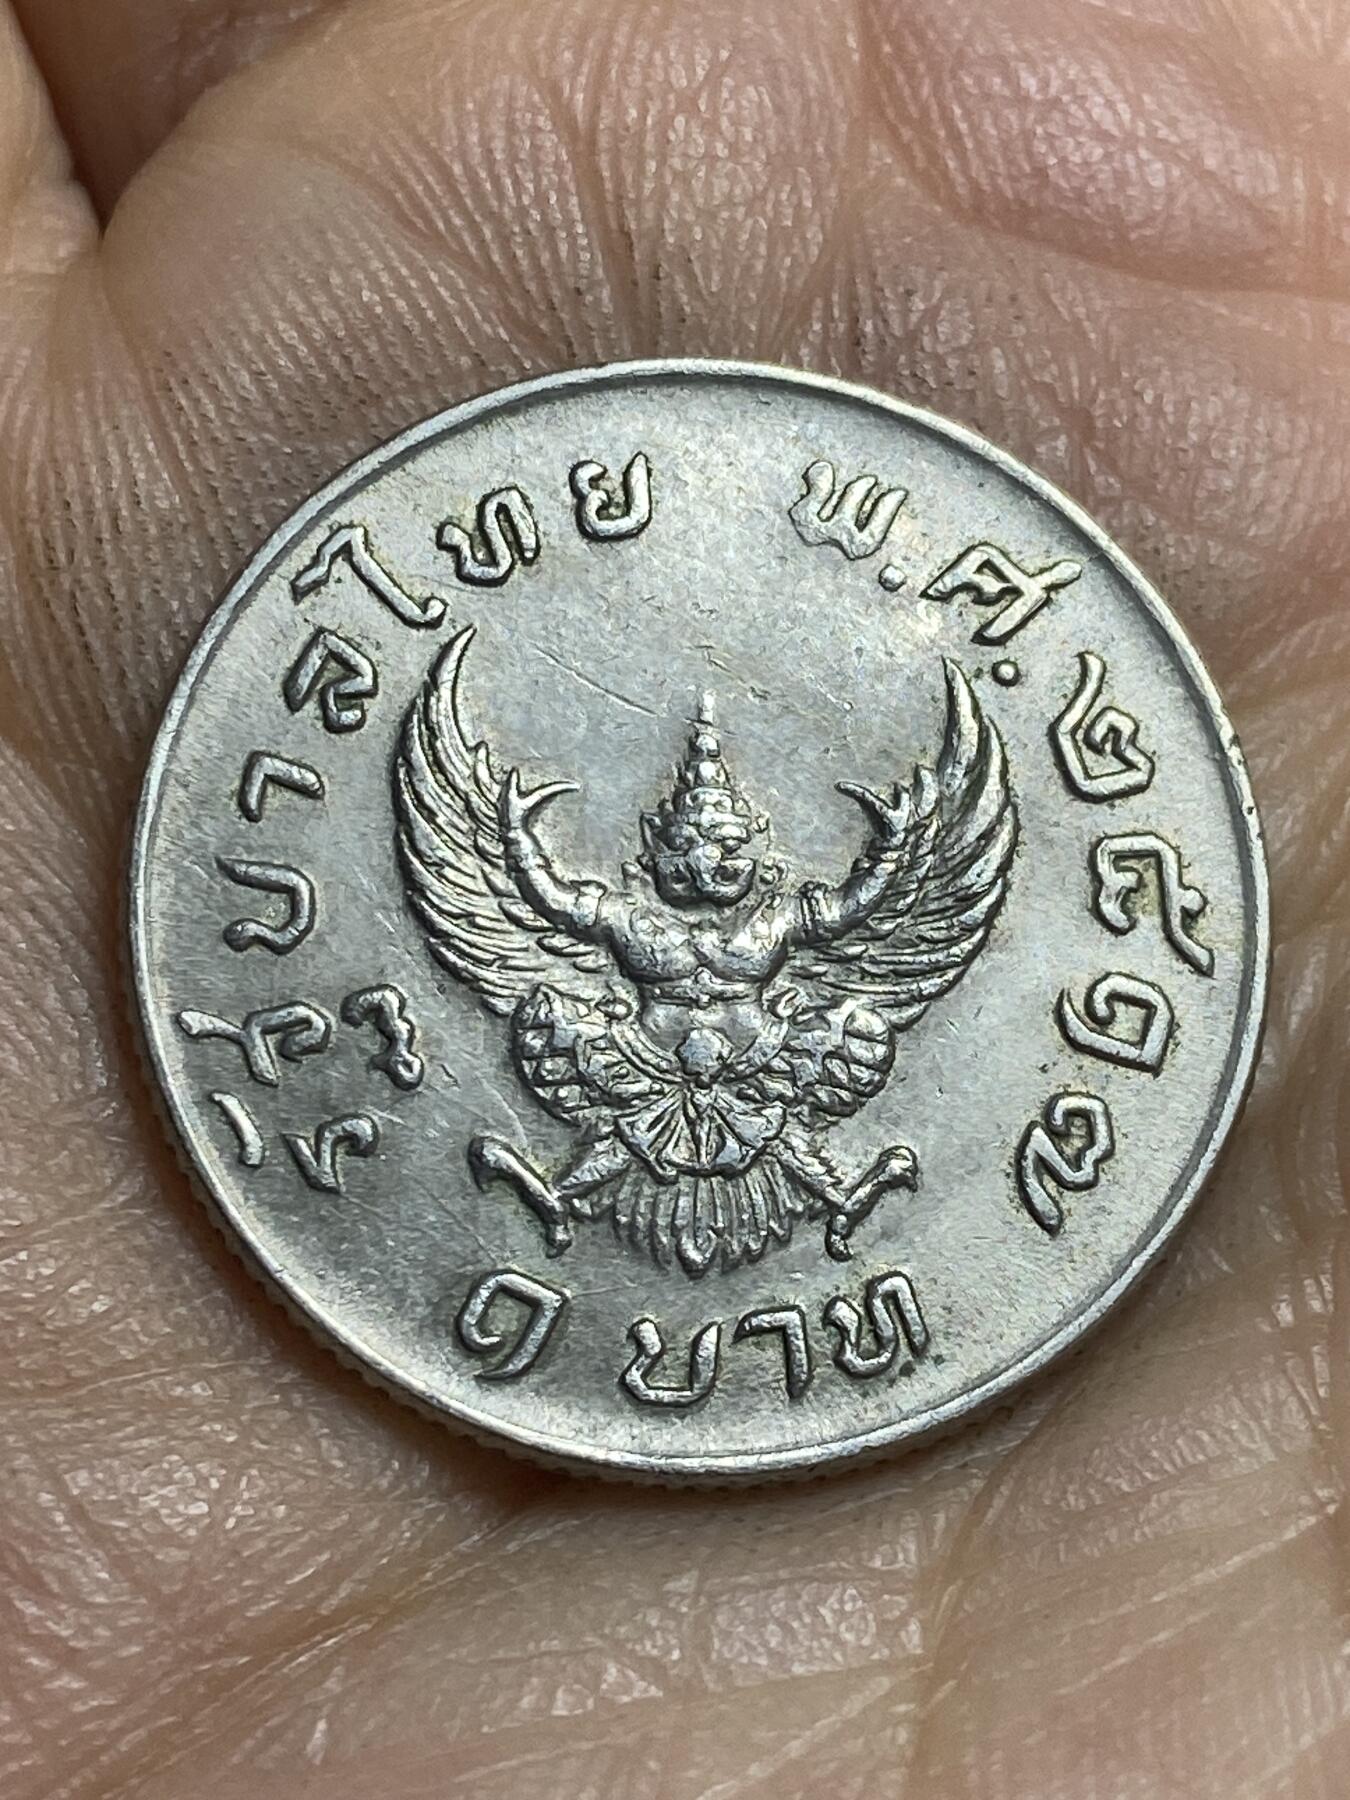 รัฐบาลไทย พ.ศ. ๒๕๑๗
๑ บาท